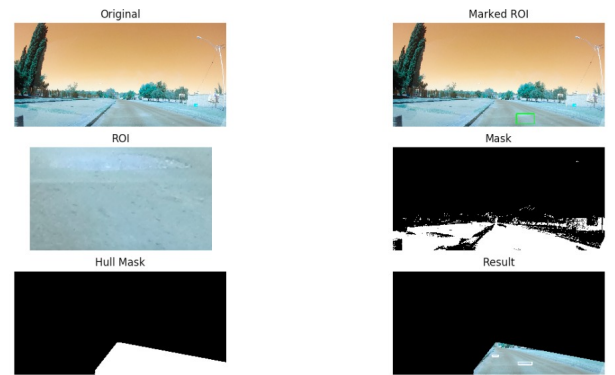 Original
Marked ROI
ROI
Mask
Hull Mask
Result